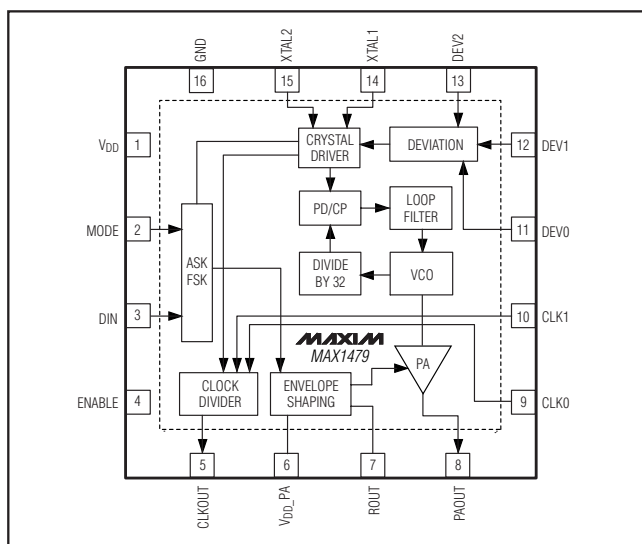 GND
XTAL2
XTAL1
DEV2
16
15
14
13
VDD
1
CRYSTAL
DRIVER
DEVIATION
12
DEV1
MODE
2
PD/CP
LOOP
FILTER
11
DEV0
ASK
FSK
DIVIDE
BY 32
VCO
DIN
3
10
CLK1
MAXIM
MAX1479
PA
ENABLE
4
CLOCK
DIVIDER
ENVELOPE
SHAPING
9
CLK0
5
6
7
8
CLKOUT
VDD_PA
ROUT
PAOUT